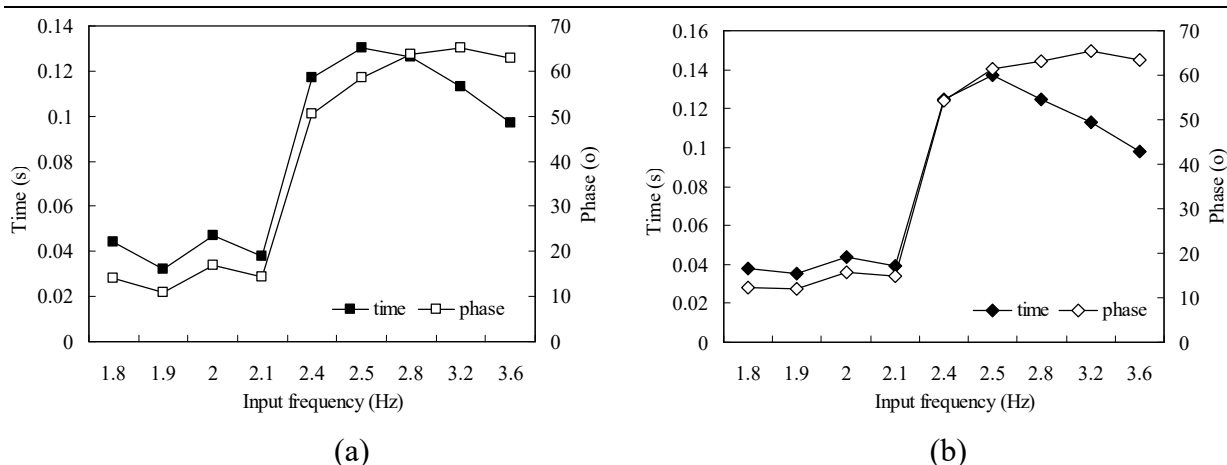 0.14
0.12
0.1
0.08
0.06
0.04
0.02
0
Time (s)
70
60
50
40
30
20
10
0
Phase (o)
time
phase
1.8 1.9 2 2.1 2.4 2.5 2.8 3.2 3.6
Input frequency (Hz)
(a)
0.16
0.14
0.12
0.1
0.08
0.06
0.04
0.02
0
Time (s)
70
60
50
40
30
20
10
0
Phase (o)
time
phase
1.8 1.9 2 2.1 2.4 2.5 2.8 3.2 3.6
Input frequency (Hz)
(b)